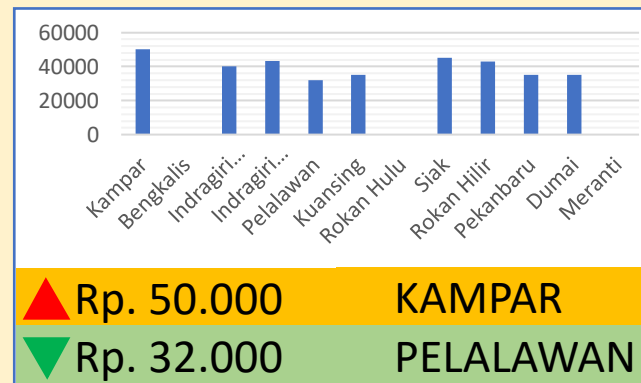 60000
40000
20000
0
Kampar
Bengkalis
Indragiri…
Indragiri…
Pelalawan
Kuansing
Rokan Hulu
Siak
Rokan Hilir
Pekanbaru
Dumai
Meranti
Rp. 50.000 KAMPAR
Rp. 32.000 PELALAWAN